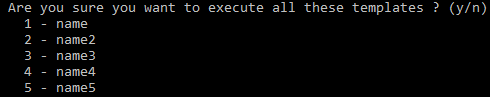 Are you sure you want to execute all these templates ? (y/n)
1 - name
2 - name2
3 - name3
4 - name4
5 - name5